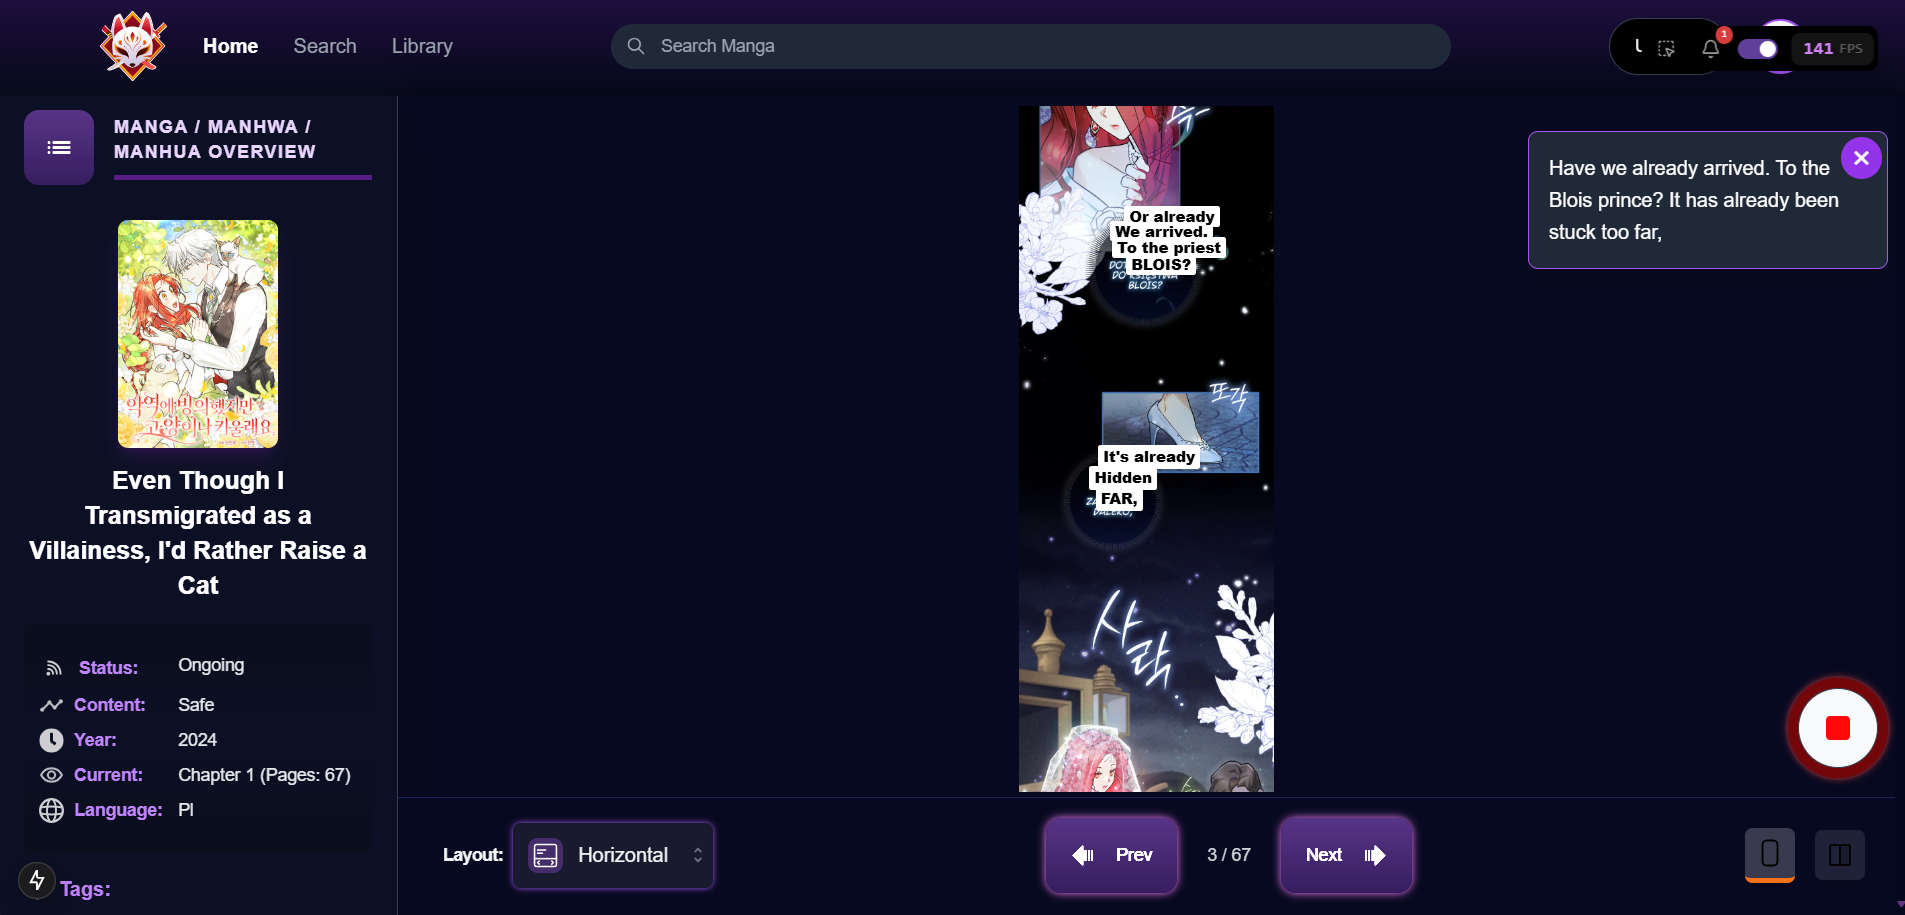 Home
Search
Library
Search Manga
1
141 FPS
MANGA / MANHWA /
MANHUA OVERVIEW
악역에 빙의했지만
고양이나 키울래요
Even Though I
Transmigrated as a
Villainess, I'd Rather Raise a
Cat
Status: Ongoing
Content: Safe
Year: 2024
Current: Chapter 1 (Pages: 67)
Language: Pl
Tags:
Or already
We arrived.
To the priest
BLOIS?
DO KSIĘSTWA
BLOIS?
또각
It's already
Hidden
FAR,
DALEKO,
사
락
Have we already arrived. To the
Blois prince? It has already been
stuck too far,
Layout:
Horizontal
Prev
3 / 67
Next